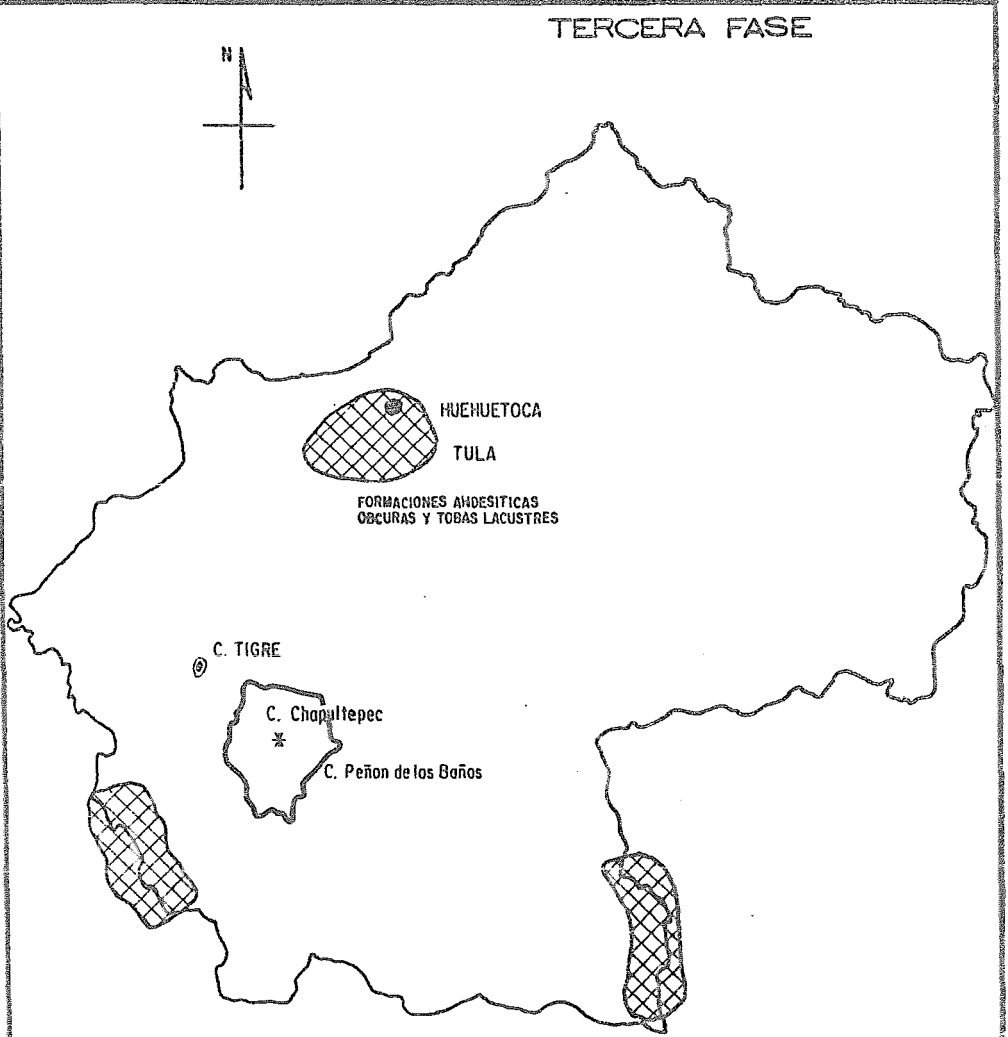 TERCERA FASE
N
HUEHUETOCA
TULA
FORMACIONES ANDESITICAS
OBCURAS Y TOBAS LACUSTRES
C. TIGRE
C. Chapultepec
C. Peñon de los Baños